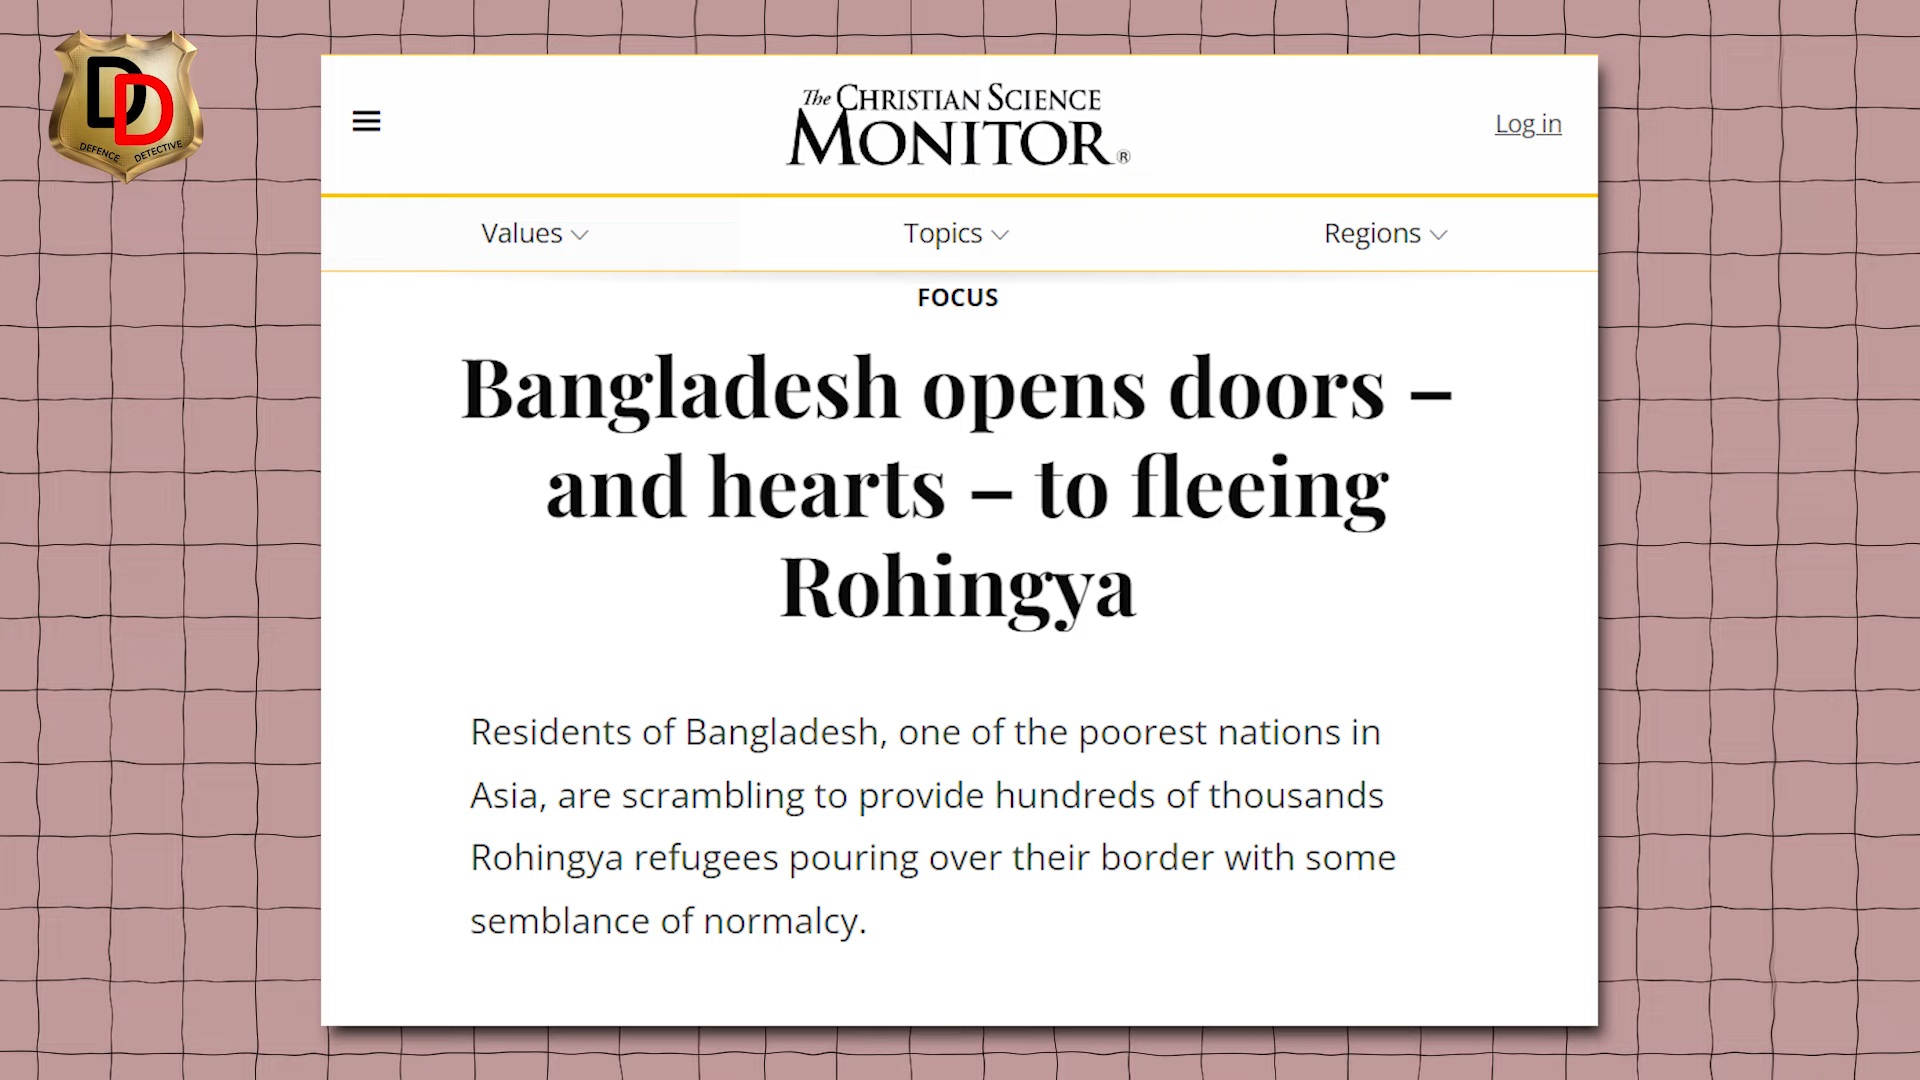 DD
DEFENCE DETECTIVE
The CHRISTIAN SCIENCE
MONITOR®
Log in
Values
Topics
Regions
FOCUS
Bangladesh opens doors –
and hearts – to fleeing
Rohingya
Residents of Bangladesh, one of the poorest nations in
Asia, are scrambling to provide hundreds of thousands
Rohingya refugees pouring over their border with some
semblance of normalcy.